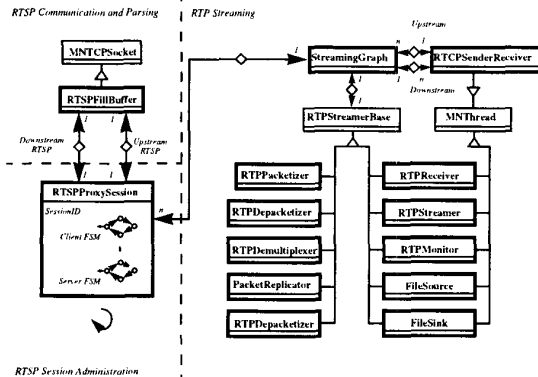 RTSP Communication and Parsing
MNTCPSocket
RTSPFillBuffer
1
1
Downstream
RTSP
Upstream
RTSP
1
1
RTSPProxySession
SessionID
Client FSM
Server FSM
n
RTSP Session Administration
RTP Streaming
Upstream
1
StreamingGraph
n
1
RTCPSenderReceiver
1
n
Downstream
1
1
RTPStreamerBase
MNThread
RTPPacketizer
RTPReceiver
RTPDepacketizer
RTPStreamer
RTPDemultiplexer
RTPMonitor
PacketReplicator
FileSource
RTPDepacketizer
FileSink